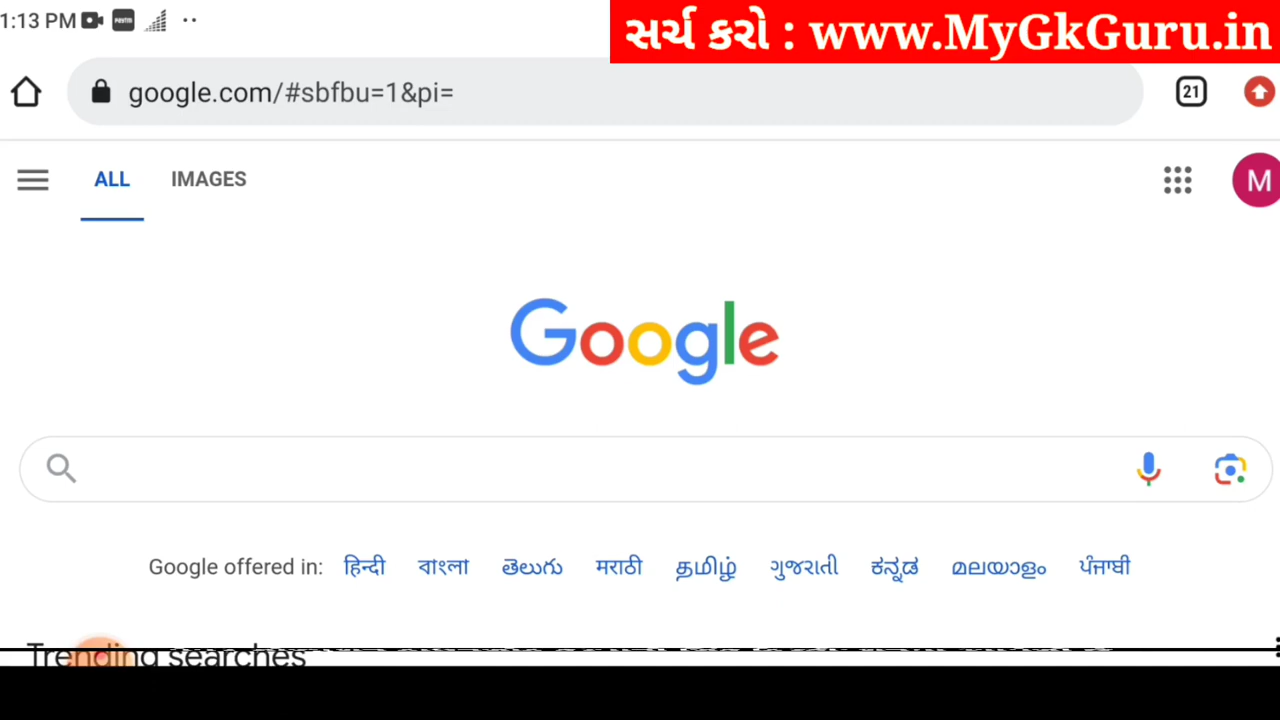 1:13 PM
સર્ચ કરો : www.MyGkGuru.in
google.com/#sbfbu=1&pi=
21
ALL IMAGES
M
Google
Google offered in: हिन्दी বাংলা తెలుగు मराठी தமிழ் ગુજરાતી ಕನ್ನಡ മലയാളം ਪੰਜਾਬੀ
Trending searches